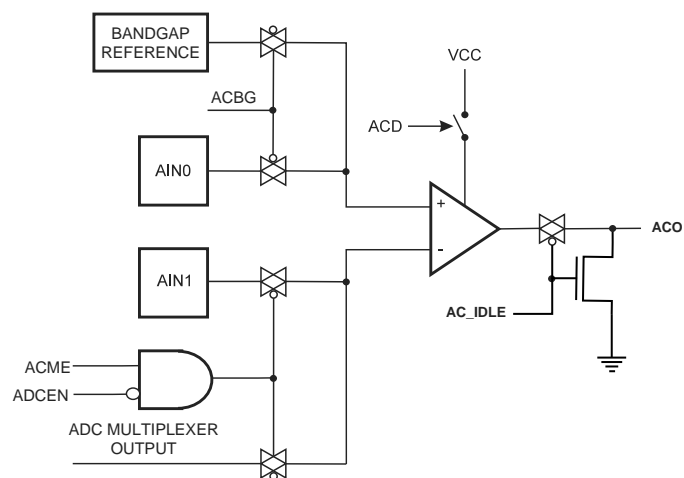 BANDGAP
REFERENCE
VCC
ACBG
ACD
AIN0
+
ACO
-
AIN1
AC_IDLE
ACME
ADCEN
ADC MULTIPLEXER
OUTPUT